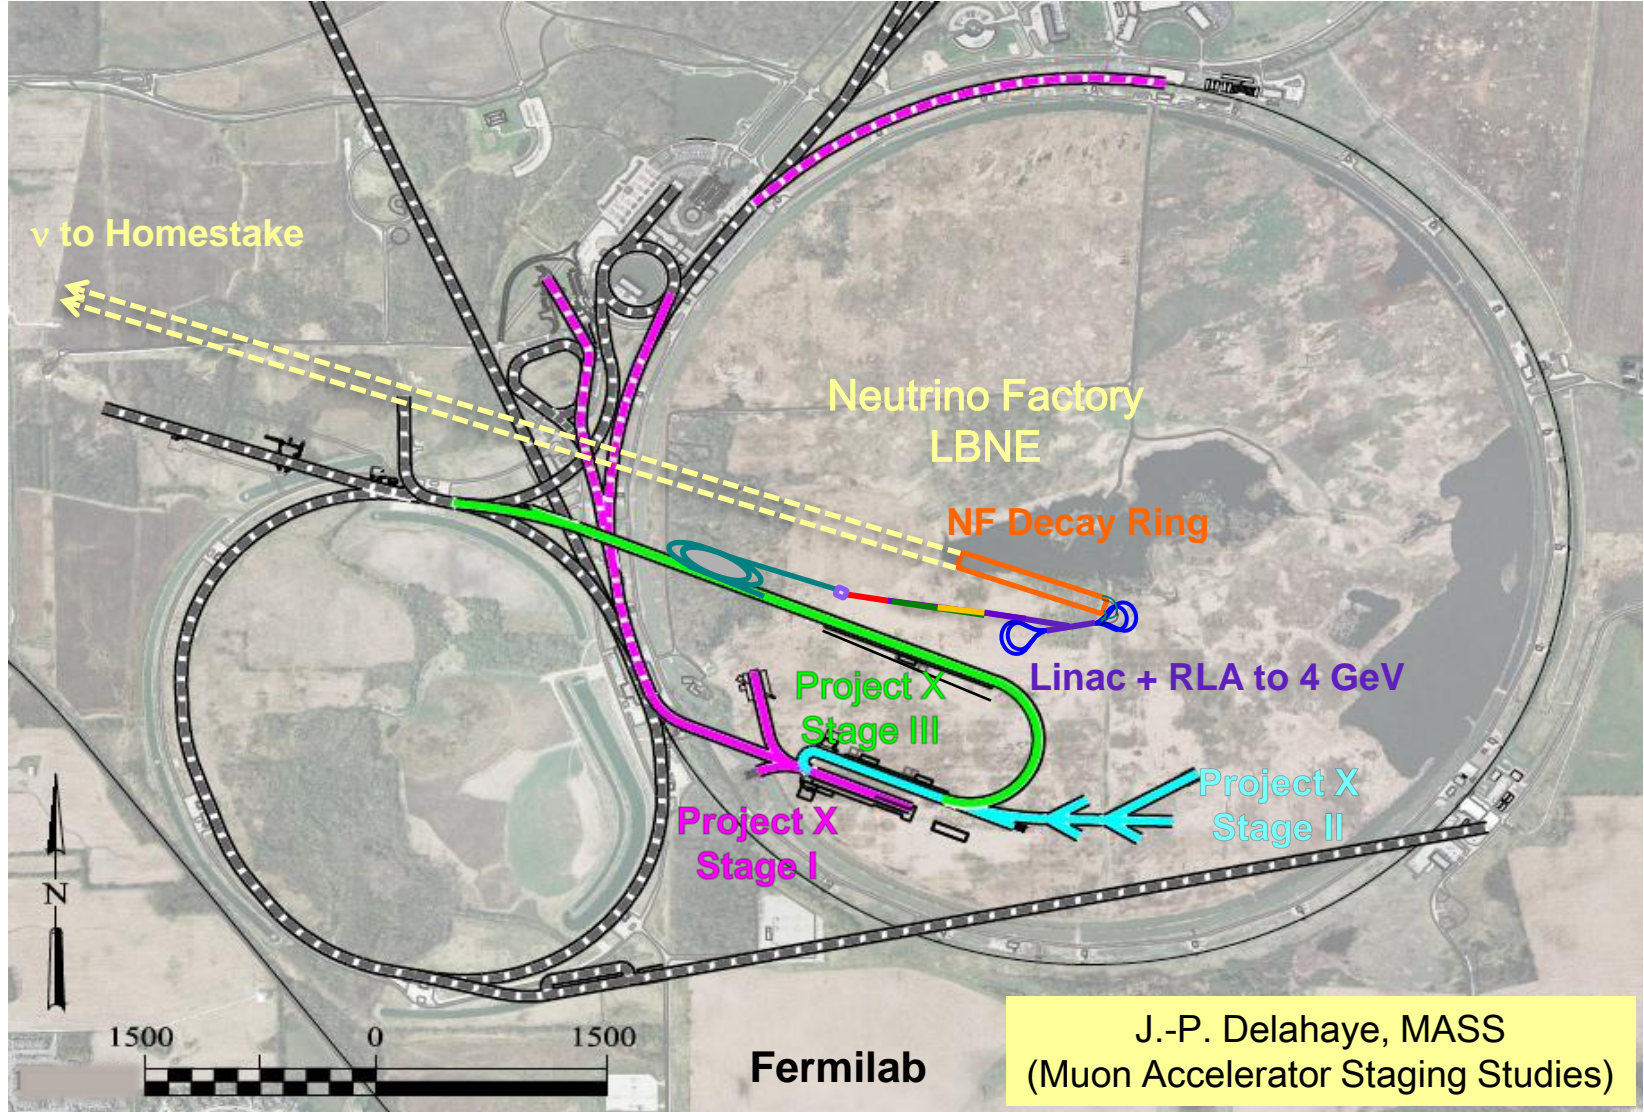 ν to Homestake
Neutrino Factory
LBNE
NF Decay Ring
Linac + RLA to 4 GeV
Project X
Stage III
Project X
Stage II
Project X
Stage I
N
1500 0 1500
Fermilab
J.-P. Delahaye, MASS
(Muon Accelerator Staging Studies)